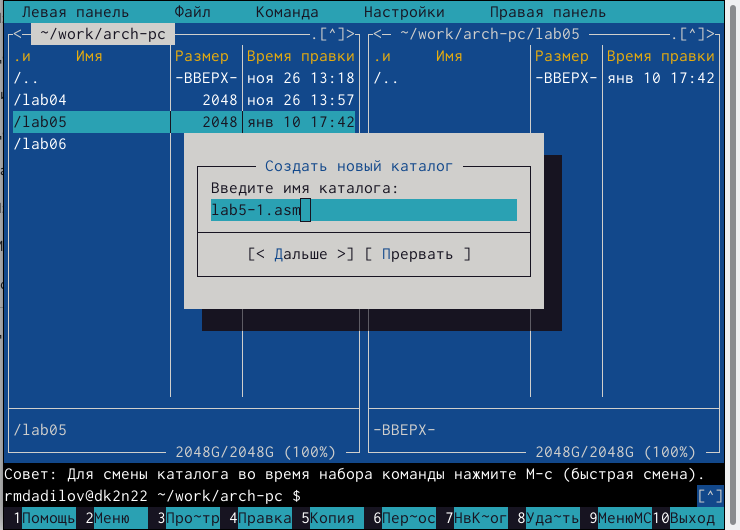 Левая панель Файл Команда Настройки Правая панель
<─ ~/work/arch-pc .[^]> <─ ~/work/arch-pc/lab05 .[^]>
.и Имя Размер Время правки .и Имя Размер Время правки
/.. -ВВЕРХ- ноя 26 13:18 /.. -ВВЕРХ- янв 10 17:42
/lab04 2048 ноя 26 13:57
/lab05 2048 янв 10 17:42
/lab06
Создать новый каталог
Введите имя каталога:
lab5-1.asm
[< Дальше >] [ Прервать ]
/lab05 -ВВЕРХ-
2048G/2048G (100%) 2048G/2048G (100%)
Совет: Для смены каталога во время набора команды нажмите M-c (быстрая смена).
rmdadilov@dk2n22 ~/work/arch-pc $ [^]
1Помощь 2Меню 3Про~тр 4Правка 5Копия 6Пер~ос 7НвК~ог 8Уда~ть 9МенюМС 10Выход